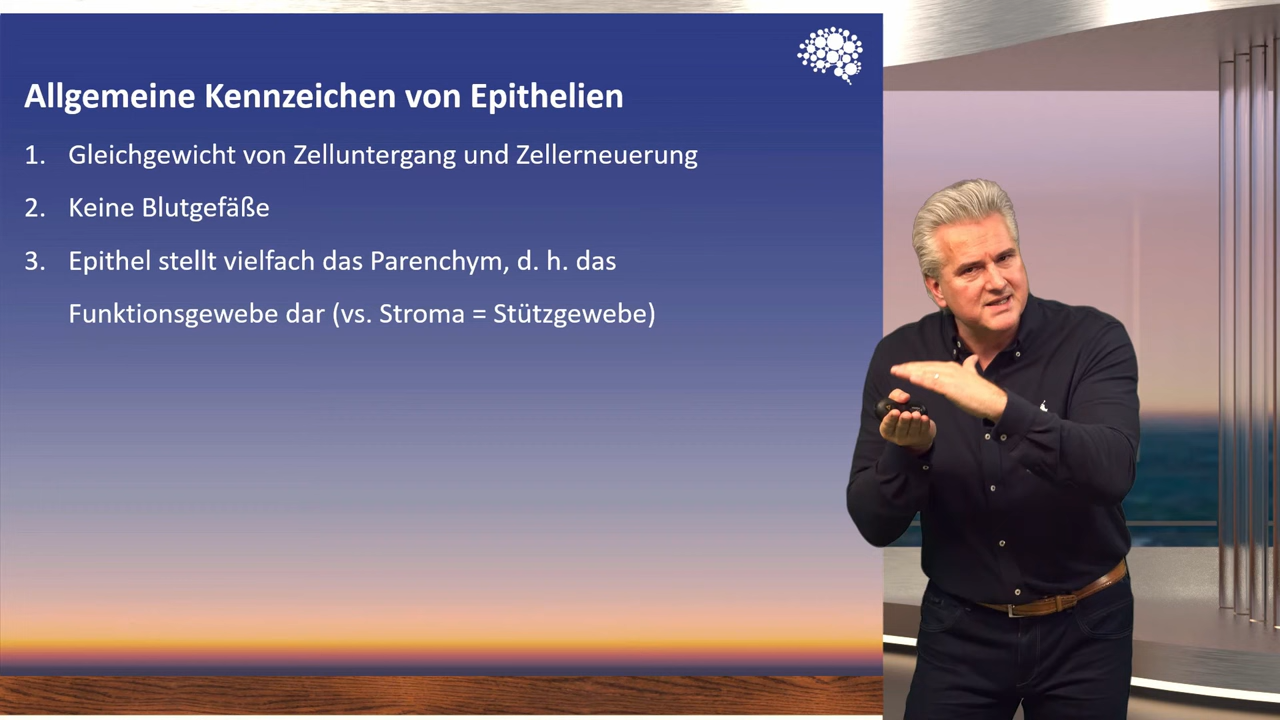 Allgemeine Kennzeichen von Epithelien
1. Gleichgewicht von Zelluntergang und Zellerneuerung
2. Keine Blutgefäße
3. Epithel stellt vielfach das Parenchym, d. h. das
Funktionsgewebe dar (vs. Stroma = Stützgewebe)